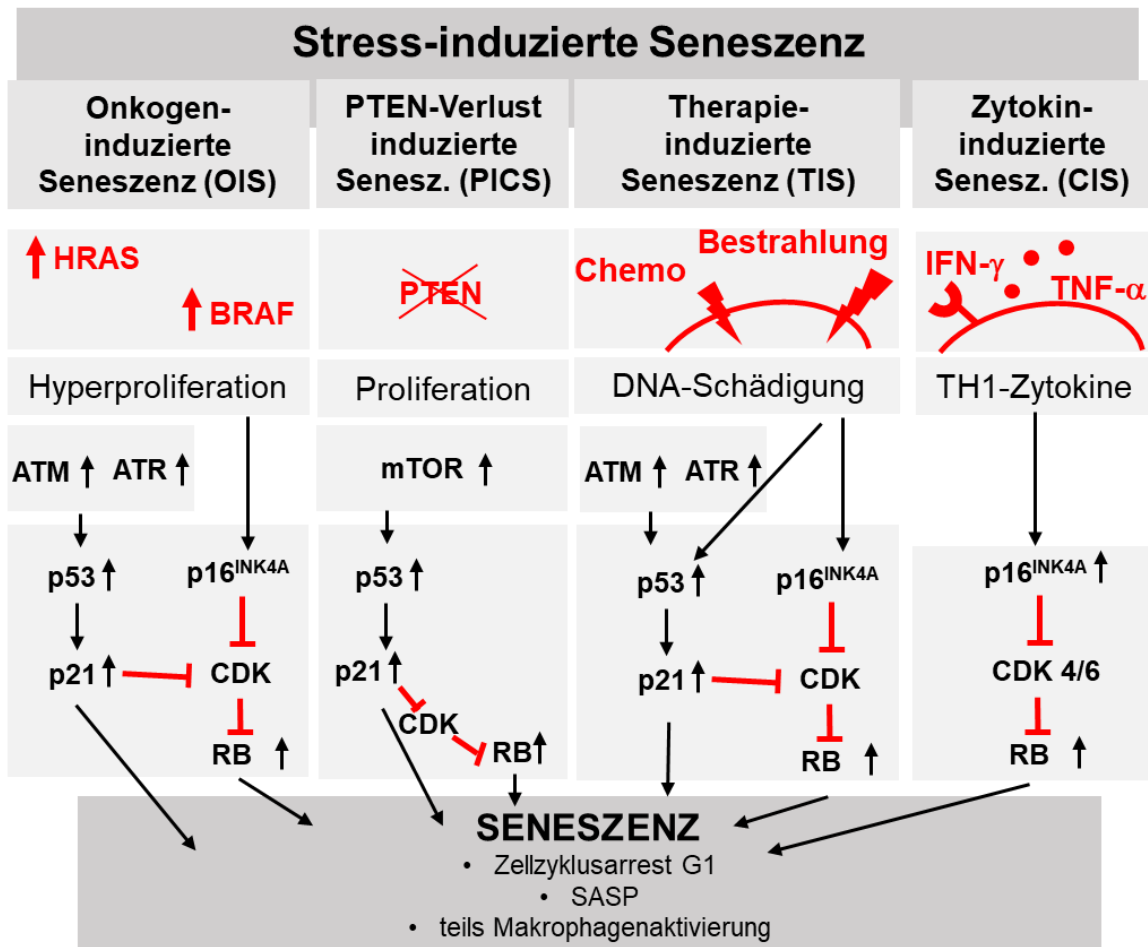 Stress-induzierte Seneszenz
Onkogen-
induzierte
Seneszenz (OIS)
PTEN-Verlust
induzierte
Senesz. (PICS)
Therapie-
induzierte
Seneszenz (TIS)
Zytokin-
induzierte
Senesz. (CIS)
HRAS
BRAF
PTEN
Chemo
Bestrahlung
IFN-γ
TNF-α
Hyperproliferation
Proliferation
DNA-Schädigung
TH1-Zytokine
ATM
ATR
mTOR
ATM
ATR
p53
p16INK4A
p53
p53
p16INK4A
p16INK4A
p21
CDK
p21
CDK
p21
CDK
CDK 4/6
RB
RB
RB
RB
SENESZENZ
• Zellzyklusarrest G1
• SASP
• teils Makrophagenaktivierung